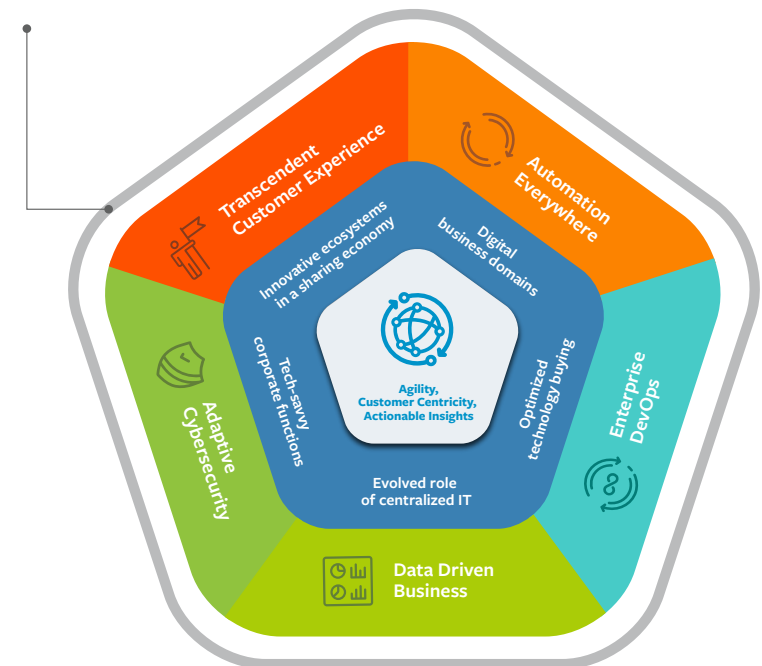 Transcendent
Customer Experience
Automation
Everywhere
Innovative ecosystems
in a sharing economy
Digital
business domains
Tech-savvy
corporate functions
Agility,
Customer Centricity,
Actionable Insights
Optimized
technology buying
Enterprise
DevOps
Adaptive
Cybersecurity
Evolved role
of centralized IT
Data Driven
Business